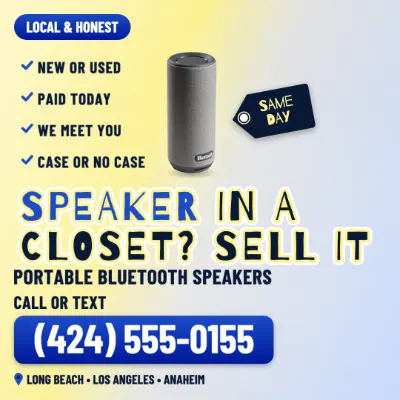 LOCAL & HONEST
NEW OR USED
PAID TODAY
WE MEET YOU
CASE OR NO CASE
SAME
DAY
SPEAKER IN A
CLOSET? SELL IT
PORTABLE BLUETOOTH SPEAKERS
CALL OR TEXT
(424) 555-0155
LONG BEACH • LOS ANGELES • ANAHEIM